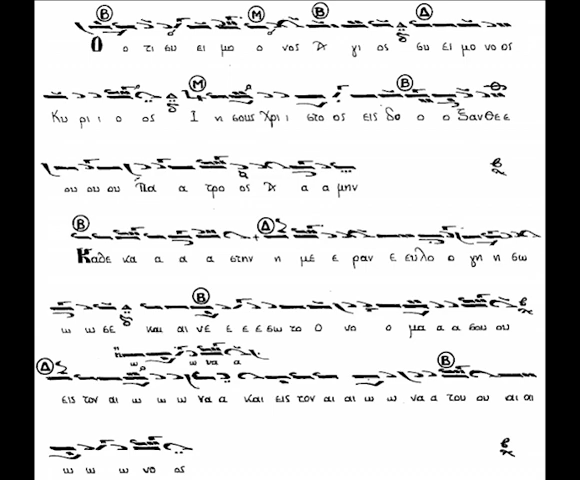 Β Μ Β Δ
Ο ο τι συ ει μο ο νος Α γι ος συ ει μο νο ος
Μ Β
Κυ ρι ι ο ος Ι η σους Χρι ι στο ος εις δο ο ο ξαν θε ε
ου ου ου Πα α τρο ος Α α α μην
Β Δ
Καθε κα α α α στην η μέ ε ραν ε ευλο ο γη η σω
Β
ω ω σε και αι νέ ε ε ε σω το Ο νο ο μα α α σου ου
ω ω να α
Δ Β
εις τον αι ω ω ω να α και εις τον αι αι ω ω να α του ου αι αι
ω ω ω νο ος